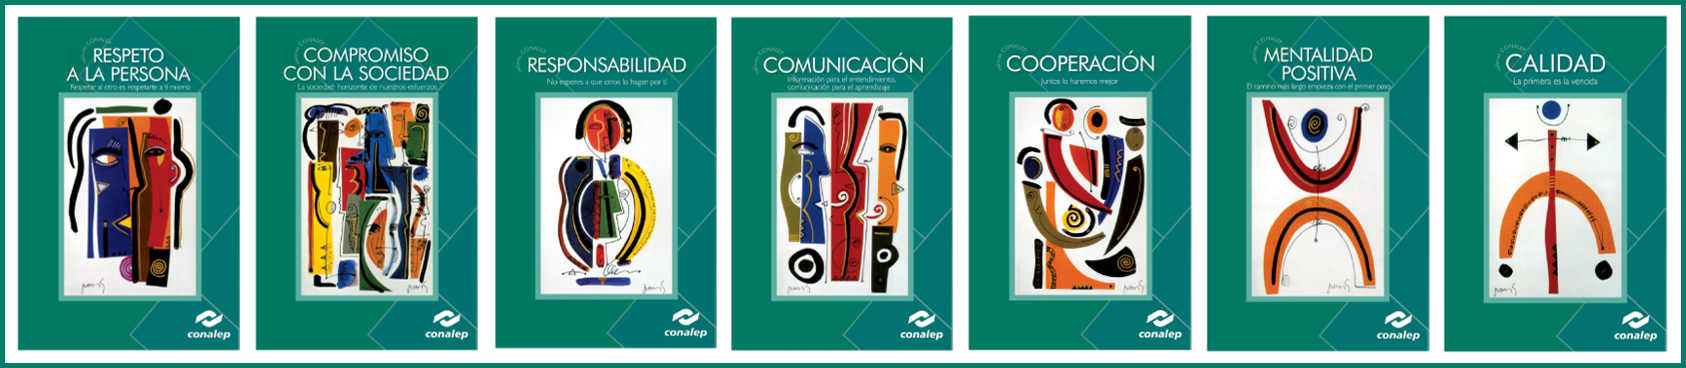 RESPETO
A LA PERSONA
Respetar al otro es respetarte a ti mismo
conalep
COMPROMISO
CON LA SOCIEDAD
La sociedad: horizonte de nuestros esfuerzos
conalep
RESPONSABILIDAD
No esperes a que otros lo hagan por tí
conalep
COMUNICACIÓN
Información para el entendimiento,
comunicación para el aprendizaje
conalep
COOPERACIÓN
Juntos lo haremos mejor
conalep
MENTALIDAD
POSITIVA
El camino más largo empieza con el primer paso
conalep
CALIDAD
La primera es la vencida
conalep